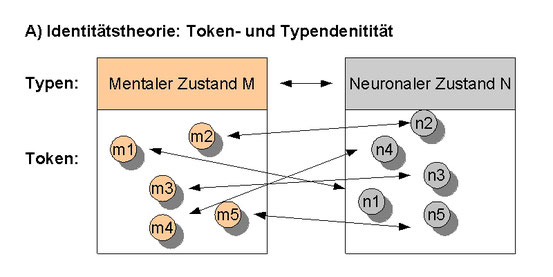 A) Identitätstheorie: Token- und Typendenitität
Typen: Mentaler Zustand M Neuronaler Zustand N
n2
m2
m1 n4
Token:
m3 n3
n1
m4 m5 n5